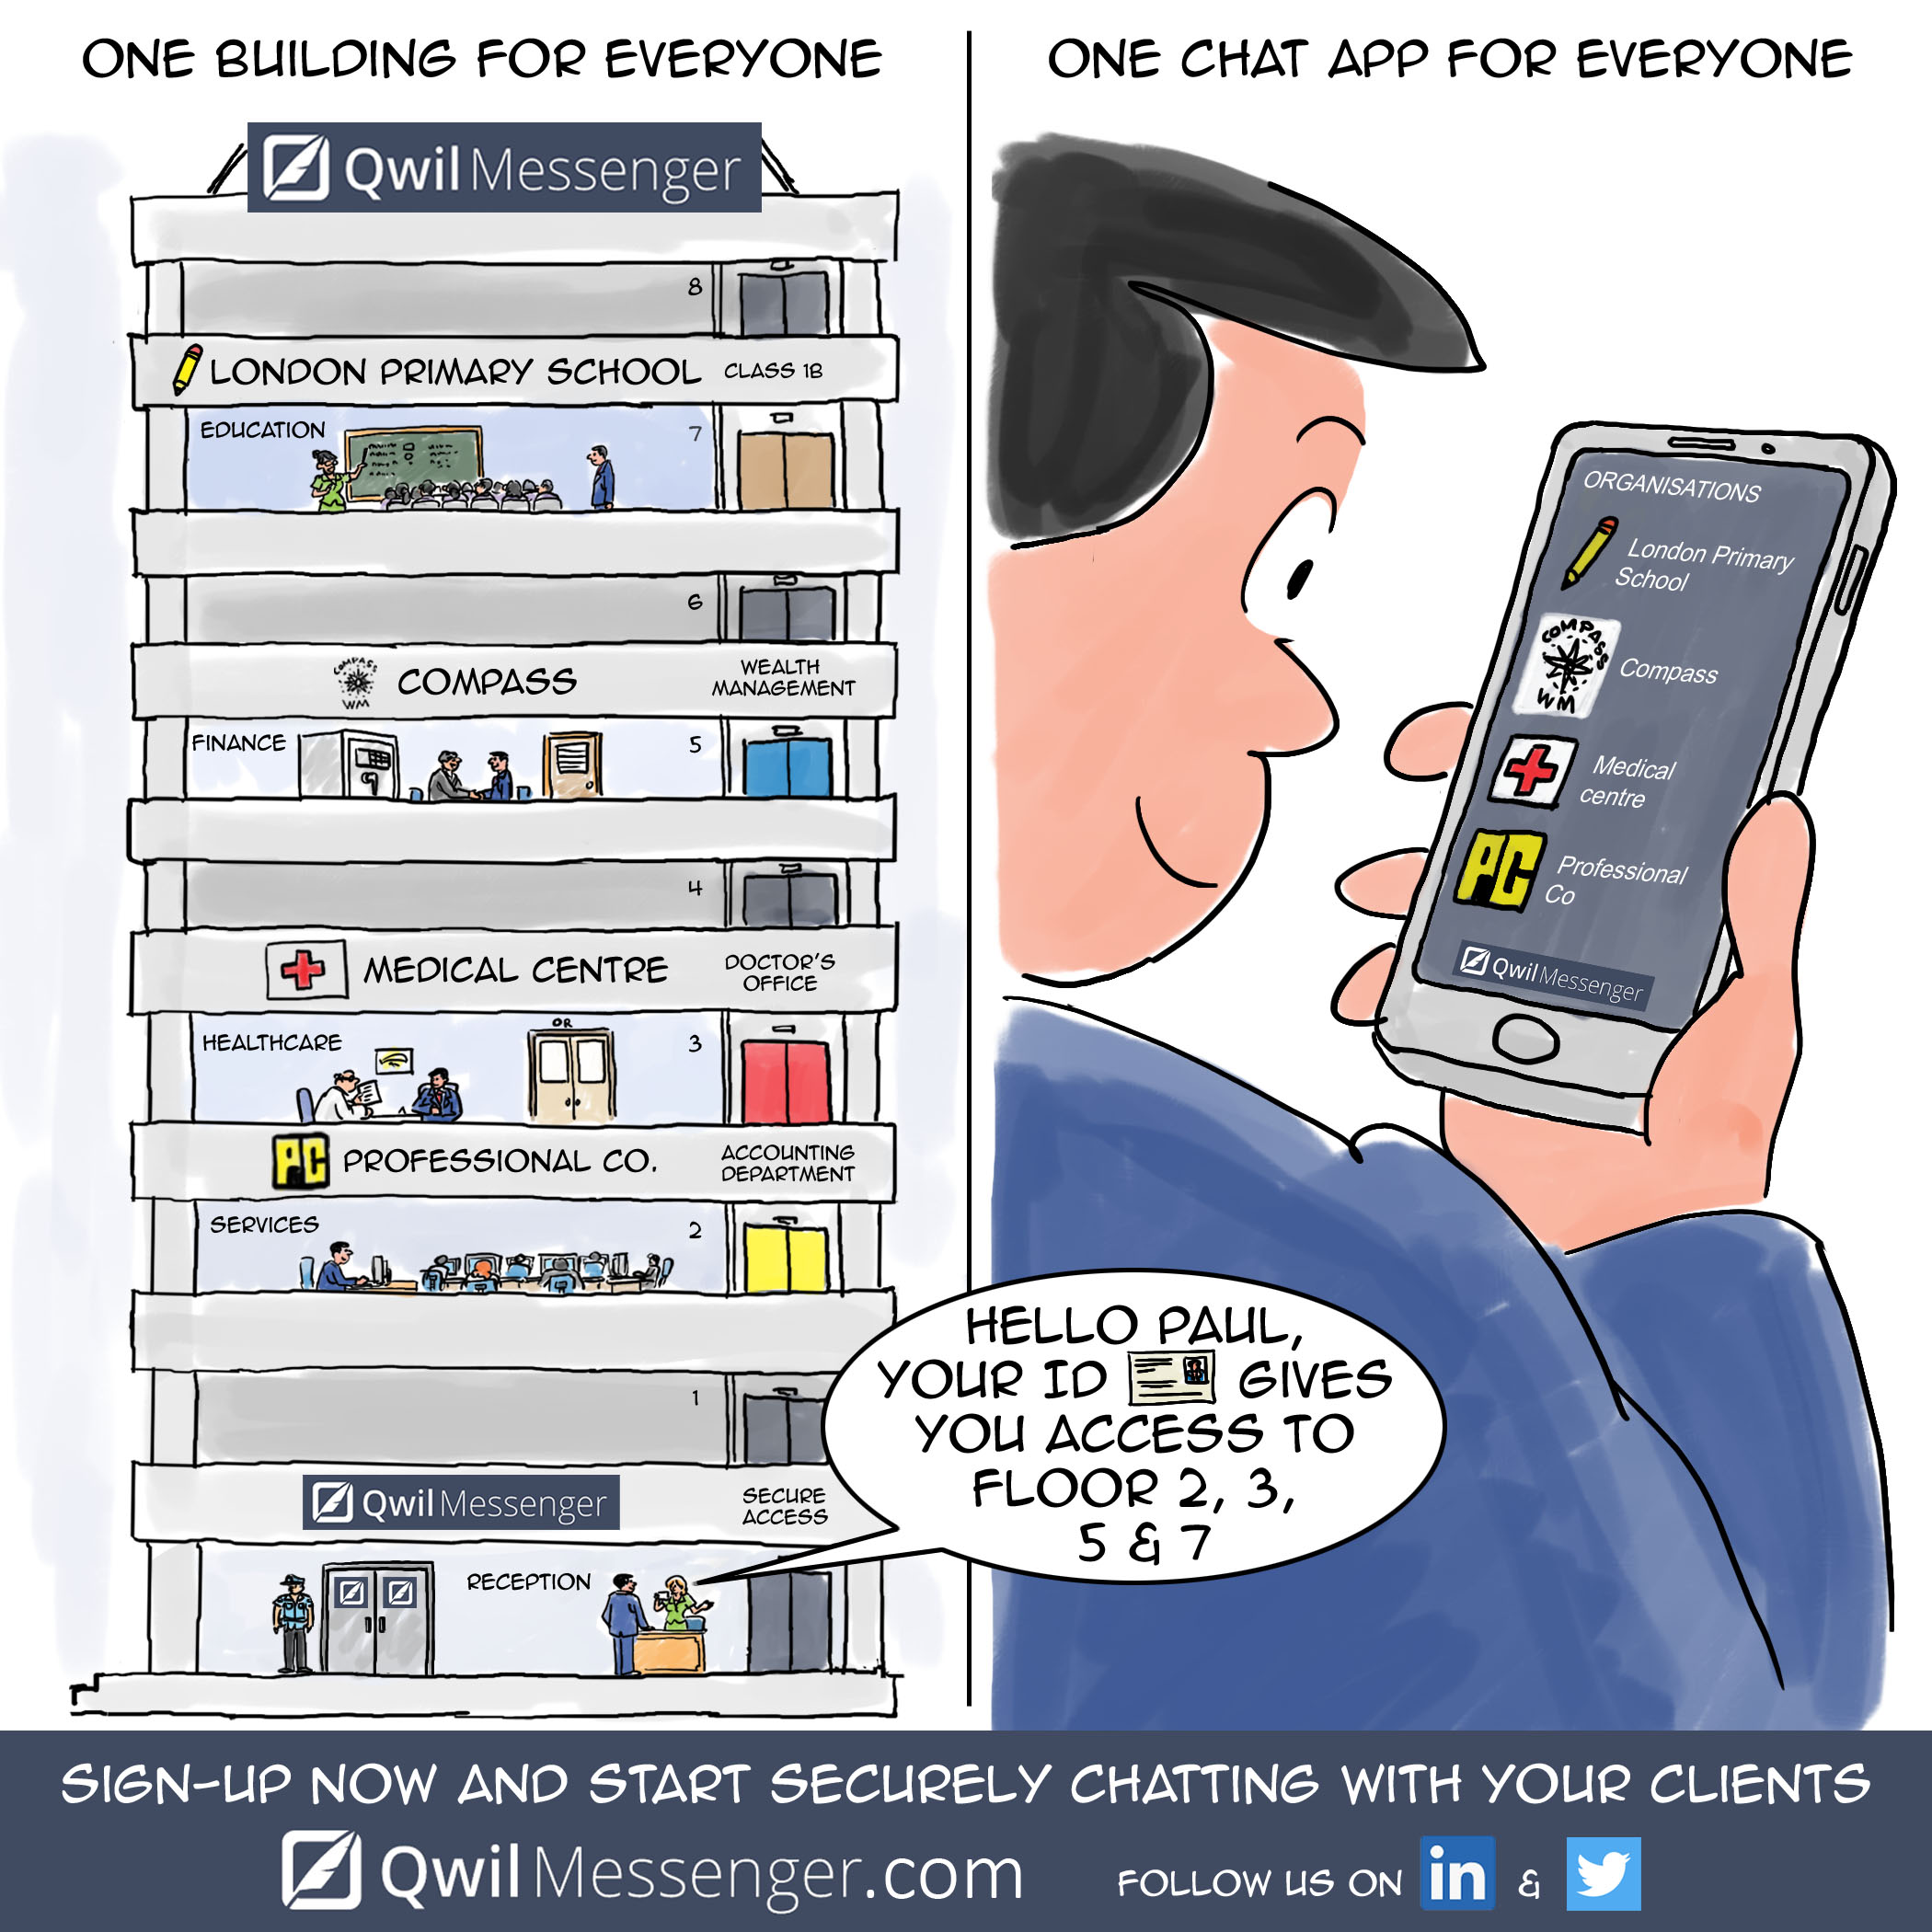 ONE BUILDING FOR EVERYONE
Qwil Messenger
8
LONDON PRIMARY SCHOOL CLASS 1B
EDUCATION
7
6
COMPASS WM
COMPASS
WEALTH
MANAGEMENT
FINANCE
5
4
MEDICAL CENTRE
DOCTOR'S
OFFICE
OR
HEALTHCARE
3
PC PROFESSIONAL CO.
ACCOUNTING
DEPARTMENT
SERVICES
2
1
Qwil Messenger
SECURE
ACCESS
RECEPTION
ONE CHAT APP FOR EVERYONE
ORGANISATIONS
London Primary
School
COMPASS
WM
Compass
Medical
centre
PC
Professional
Co
Qwil Messenger
HELLO PAUL,
YOUR ID GIVES
YOU ACCESS TO
FLOOR 2, 3,
5 & 7
SIGN-UP NOW AND START SECURELY CHATTING WITH YOUR CLIENTS
QwilMessenger.com
FOLLOW US ON in &